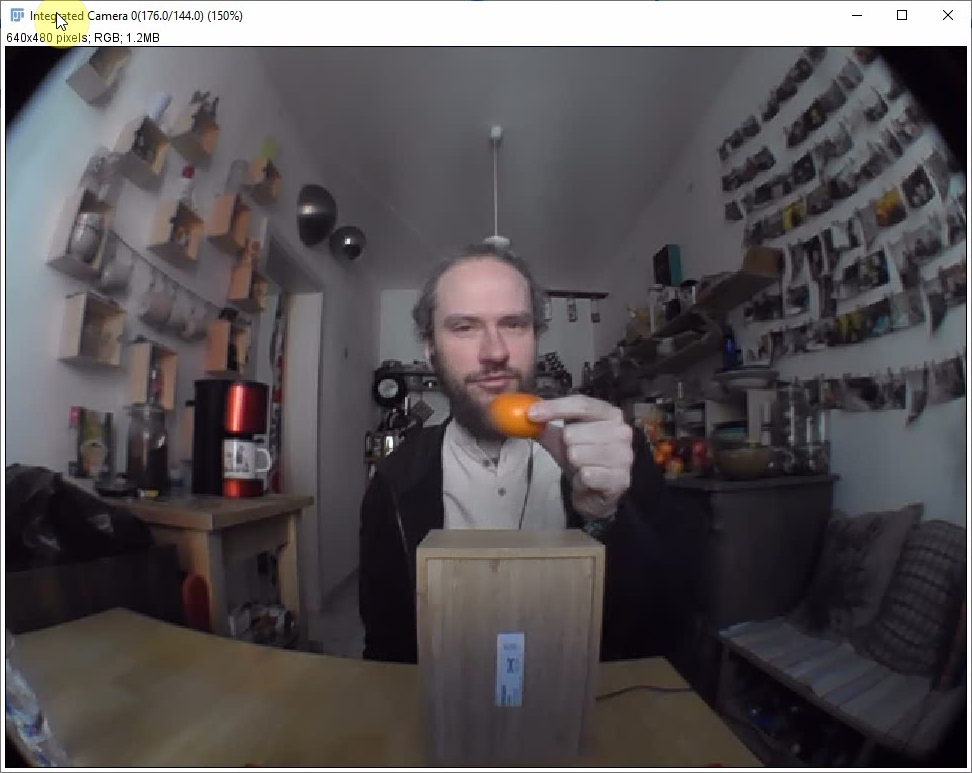 Integrated Camera 0(176.0/144.0) (150%)
640x480 pixels; RGB; 1.2MB